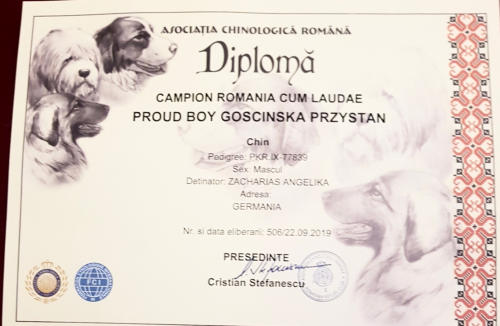 ASOCIAȚIA CHINOLOGICĂ ROMÂNĂ
Diplomă
CAMPION ROMANIA CUM LAUDAE
PROUD BOY GOSCINSKA PRZYSTAN
Chin
Pedigree: PKR.IX-77839
Sex: Mascul
Detinator: ZACHARIAS ANGELIKA
Adresa:
GERMANIA
Nr. si data eliberarii: 506/22.09.2019
PRESEDINTE
Cristian Stefanescu
FCI